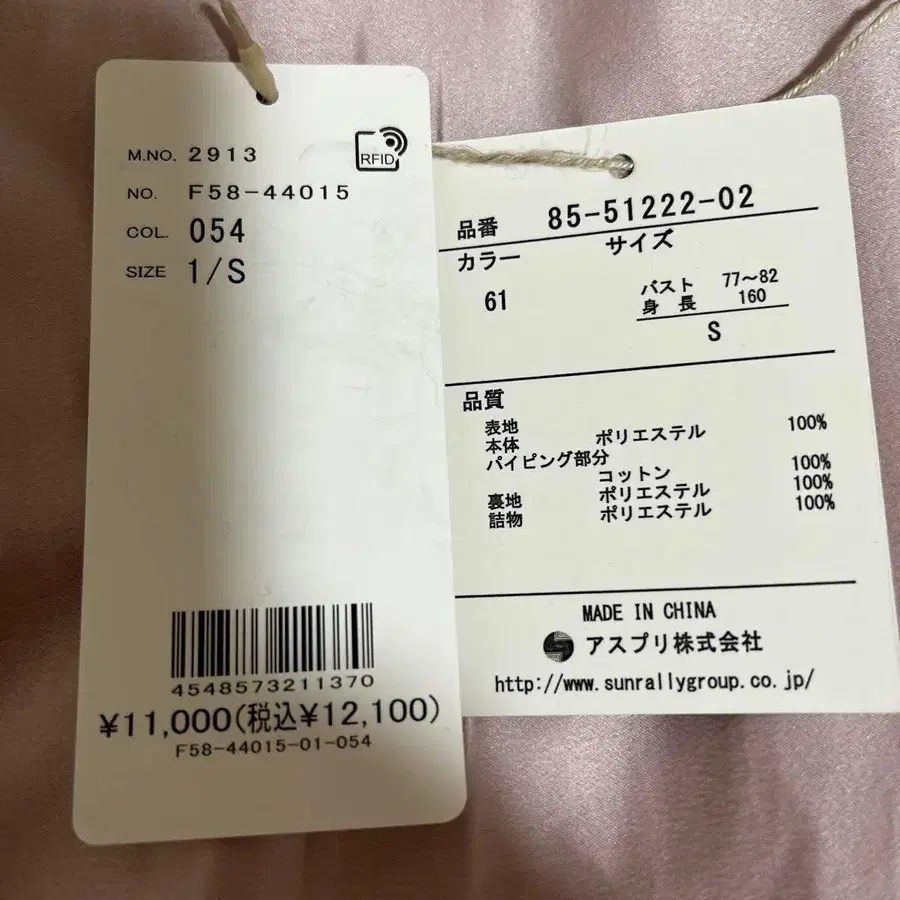 M.NO. 2913
RFID
NO. F58-44015
COL. 054
SIZE 1/S
4548573211370
¥11,000(税込¥12,100)
F58-44015-01-054
品番 85-51222-02
カラー サイズ
61 バスト 77～82
身長 160
S
品質
表地
本体 ポリエステル 100%
パイピング部分
コットン 100%
裏地 ポリエステル 100%
詰物 ポリエステル 100%
MADE IN CHINA
アスプリ株式会社
http://www.sunrallygroup.co.jp/